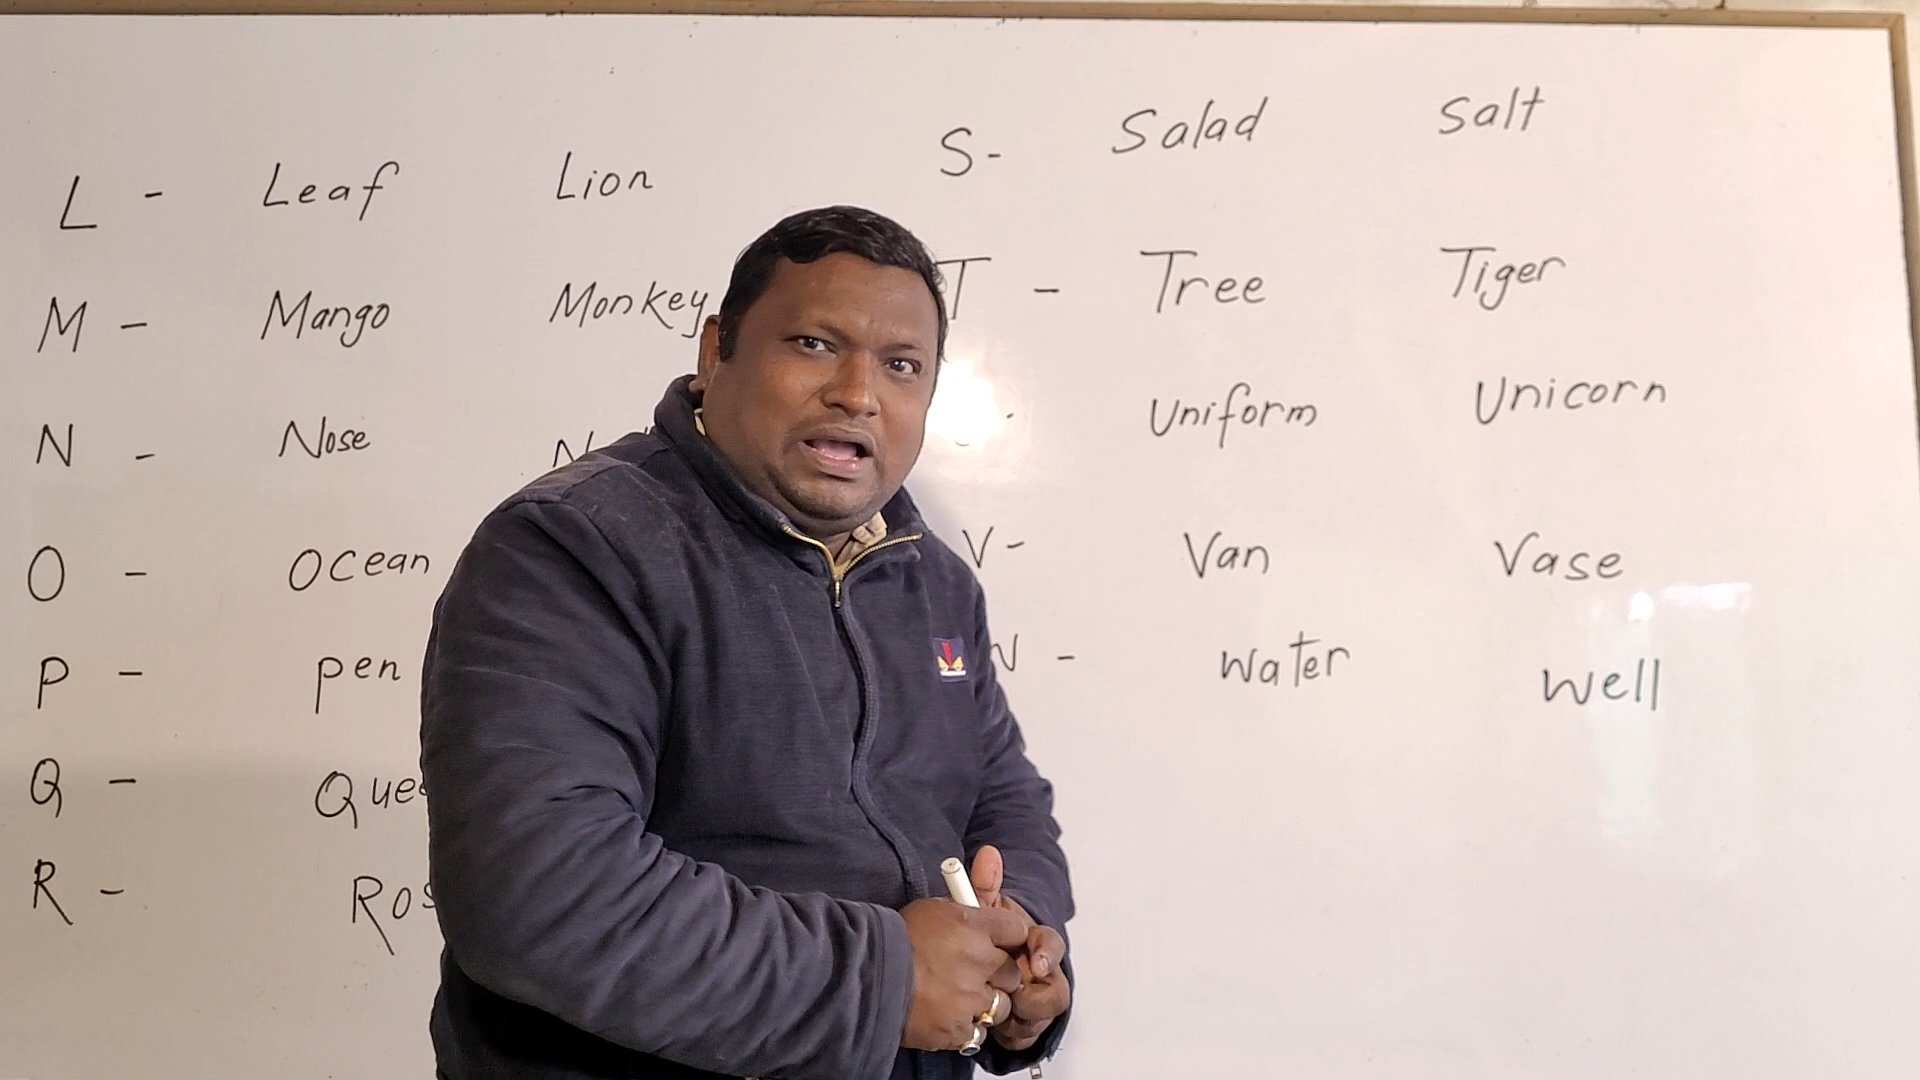 L - Leaf Lion
M - Mango Monkey
N - Nose
O - Ocean
P - pen
Q -
R -
S- Salad Salt
T - Tree Tiger
Uniform Unicorn
V- Van Vase
W - Water Well